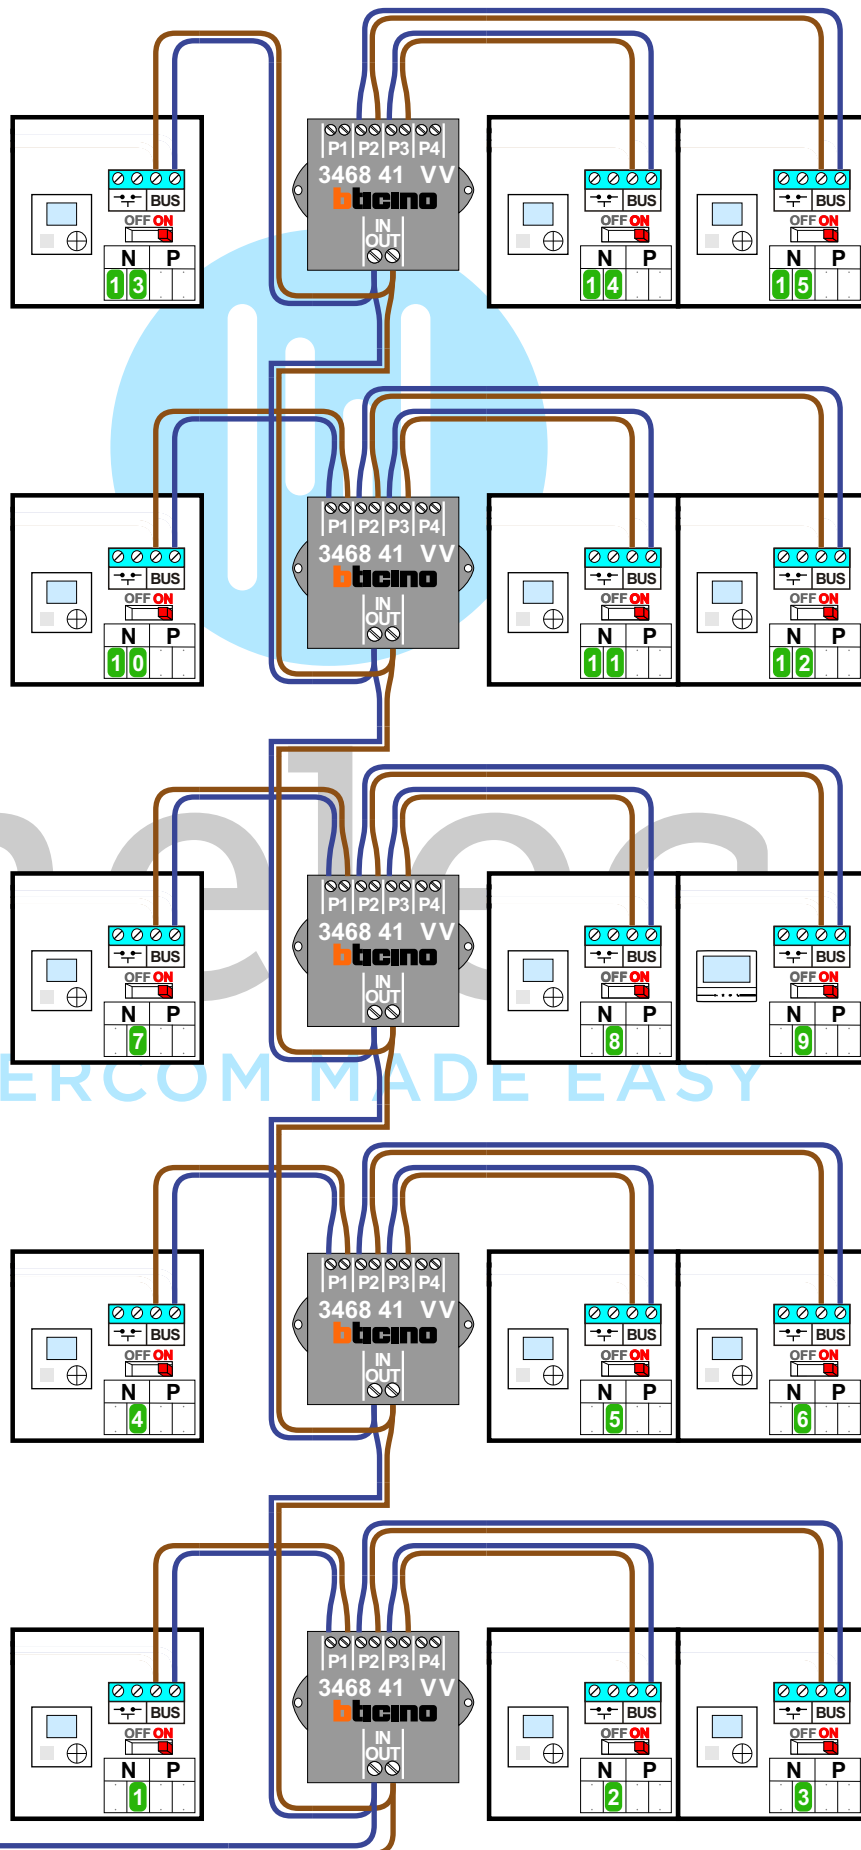 P1 P2 P3 P4
3468 41 VV
bticino
IN
OUT
BUS
OFF ON
N P
13
BUS
OFF ON
N P
14
BUS
OFF ON
N P
15
P1 P2 P3 P4
3468 41 VV
bticino
IN
OUT
BUS
OFF ON
N P
10
BUS
OFF ON
N P
11
BUS
OFF ON
N P
12
P1 P2 P3 P4
3468 41 VV
bticino
IN
OUT
BUS
OFF ON
N P
7
BUS
OFF ON
N P
8
BUS
OFF ON
N P
9
ERCOM MADE EASY
P1 P2 P3 P4
3468 41 VV
bticino
IN
OUT
BUS
OFF ON
N P
4
BUS
OFF ON
N P
5
BUS
OFF ON
N P
6
P1 P2 P3 P4
3468 41 VV
bticino
IN
OUT
BUS
OFF ON
N P
1
BUS
OFF ON
N P
2
BUS
OFF ON
N P
3